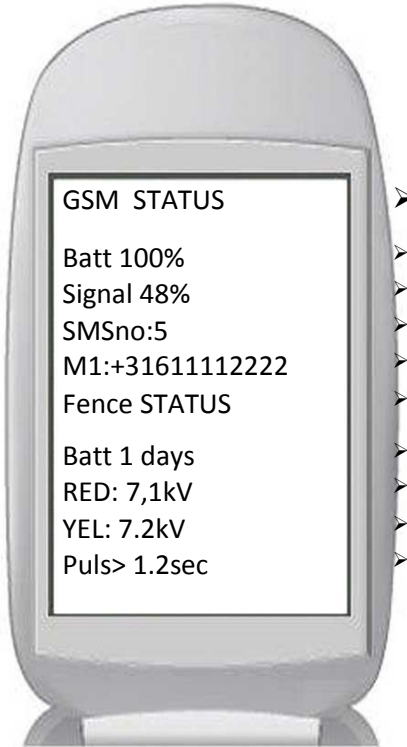 GSM STATUS
Batt 100%
Signal 48%
SMSno:5
M1:+31611112222
Fence STATUS
Batt 1 days
RED: 7,1kV
YEL: 7.2kV
Puls> 1.2sec